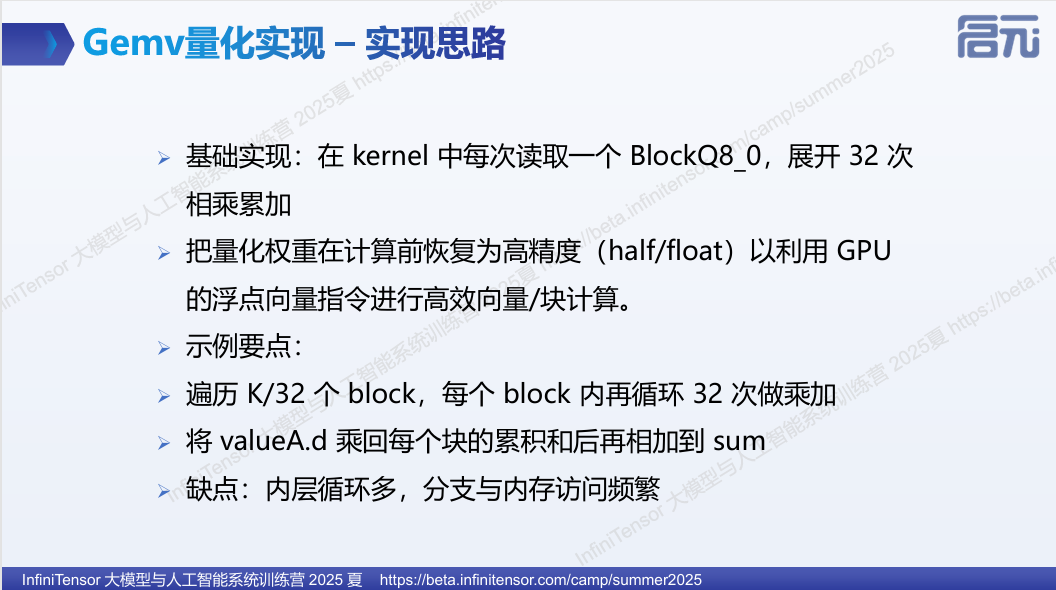 Gemv量化实现 – 实现思路
启元
基础实现：在 kernel 中每次读取一个 BlockQ8_0，展开 32 次
相乘累加
把量化权重在计算前恢复为高精度（half/float）以利用 GPU
的浮点向量指令进行高效向量/块计算。
示例要点：
遍历 K/32 个 block，每个 block 内再循环 32 次做乘加
将 valueA.d 乘回每个块的累积和后再相加到 sum
缺点：内层循环多，分支与内存访问频繁
InfiniTensor 大模型与人工智能系统训练营 2025 夏 https://beta.infinitensor.com/camp/summer2025
InfiniTensor 大模型与人工智能系统训练营 2025夏 https://beta.infinitensor.com/camp/summer2025